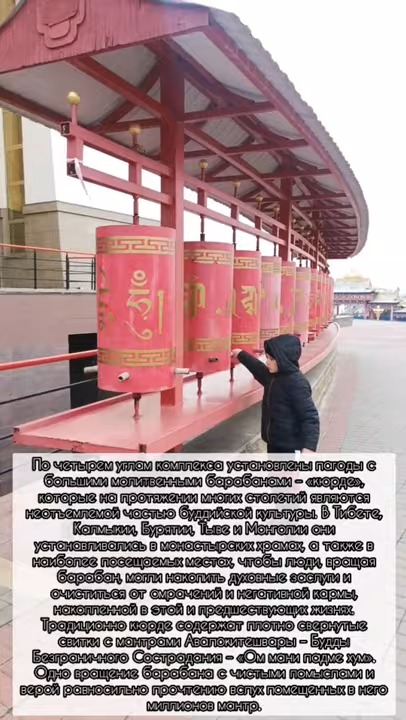 По четырем углам комплекса установлены пагоды с
большими молитвенными барабанами – «кюрде»,
которые на протяжении многих столетий являются
неотъемлемой частью буддийской культуры. В Тибете,
Калмыкии, Бурятии, Тыве и Монголии они
устанавливались в монастырских храмах, а также в
наиболее посещаемых местах, чтобы люди, вращая
барабан, могли накопить духовные заслуги и
очиститься от омрачений и негативной кармы,
накопленной в этой и предшествующих жизнях.
Традиционно кюрде содержат плотно свернутые
свитки с мантрами Авалокитешвары – Будды
Безграничного Сострадания – «Ом мани падме хум».
Одно вращение барабана с чистыми помыслами и
верой равносильно прочтению вслух помещенных в него
миллионов мантр.